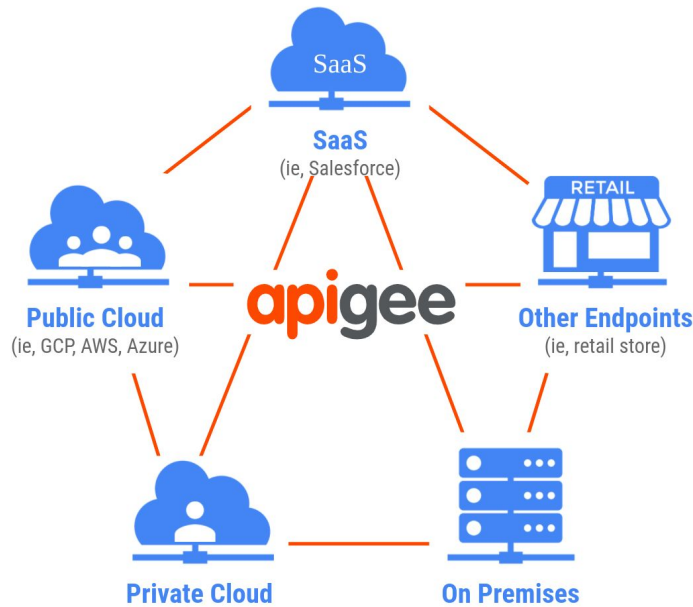 SaaS
SaaS
(ie, Salesforce)
RETAIL
Public Cloud
(ie, GCP, AWS, Azure)
apigee
Other Endpoints
(ie, retail store)
Private Cloud
On Premises